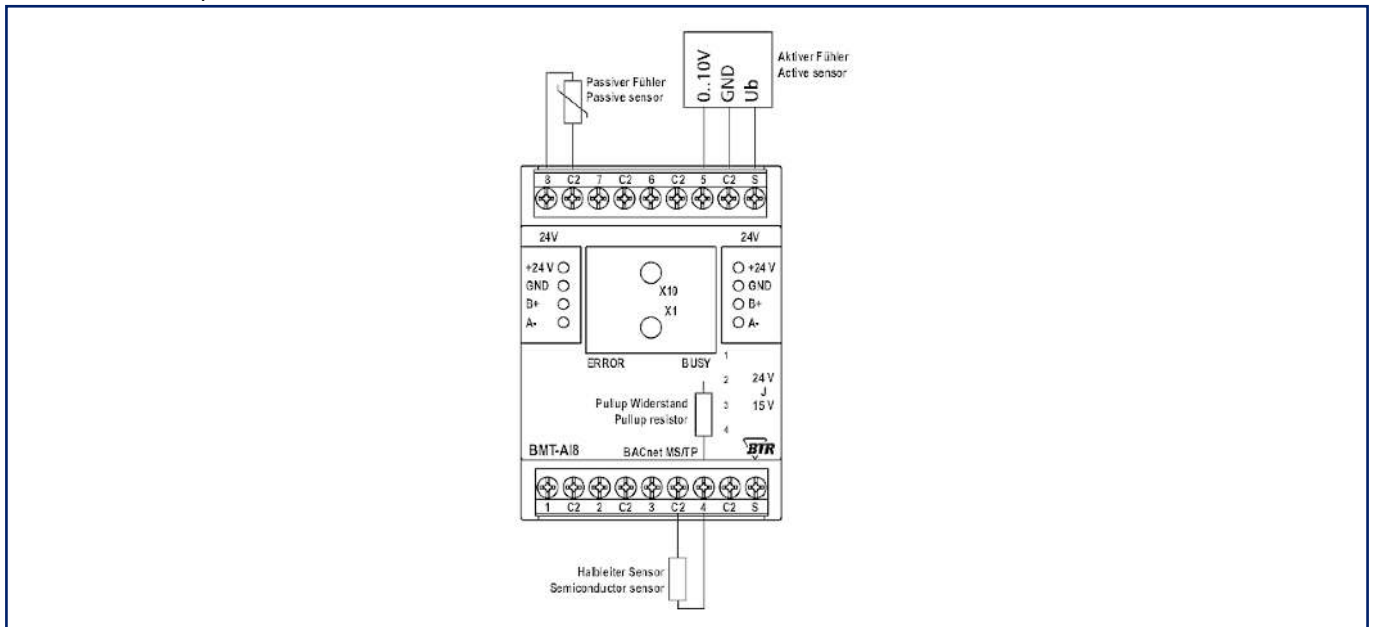 0..10V
GND
Ub
Aktiver Fühler
Active sensor
Passiver Fühler
Passive sensor
8 C2 7 C2 6 C2 5 C2 S
24V
24V
+24 V
GND
B+
A-
X10
X1
+24 V
GND
B+
A-
ERROR
BUSY
1
2
3
4
24 V
J
15 V
Pullup Widerstand
Pullup resistor
BMT-AI8
BACnet MS/TP
BTR
1 C2 2 C2 3 C2 4 C2 S
Halbleiter Sensor
Semiconductor sensor